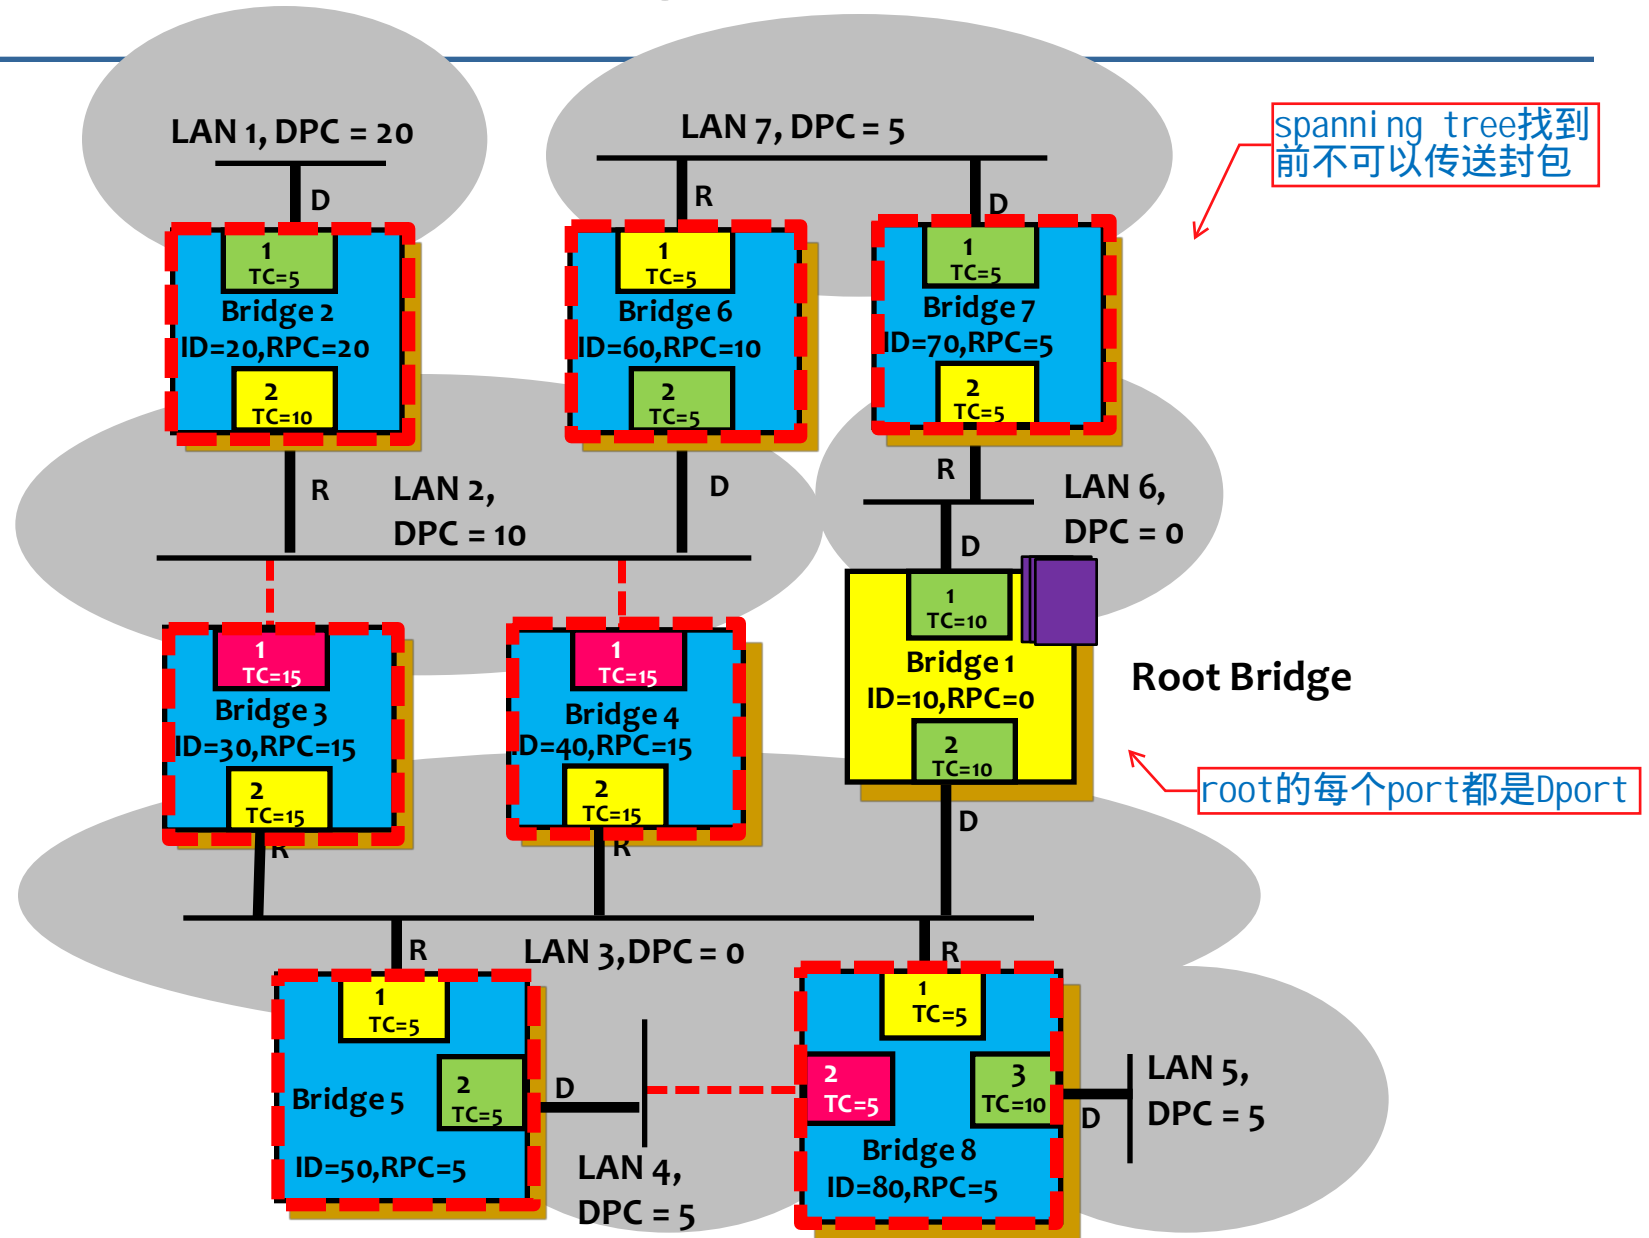 LAN 1, DPC = 20
LAN 7, DPC = 5
spanning tree找到
前不可以传送封包
D
R
D
1
TC=5
Bridge 2
ID=20,RPC=20
2
TC=10
1
TC=5
Bridge 6
ID=60,RPC=10
2
TC=5
1
TC=5
Bridge 7
ID=70,RPC=5
2
TC=5
R
LAN 2,
DPC = 10
D
R
LAN 6,
DPC = 0
D
1
TC=15
Bridge 3
ID=30,RPC=15
2
TC=15
R
1
TC=15
Bridge 4
ID=40,RPC=15
2
TC=15
R
1
TC=10
Bridge 1
ID=10,RPC=0
2
TC=10
D
Root Bridge
root的每个port都是Dport
R
LAN 3,DPC = 0
R
1
TC=5
2
TC=5
Bridge 5
ID=50,RPC=5
D
LAN 4,
DPC = 5
1
TC=5
2
TC=5
3
TC=10
Bridge 8
ID=80,RPC=5
D
LAN 5,
DPC = 5